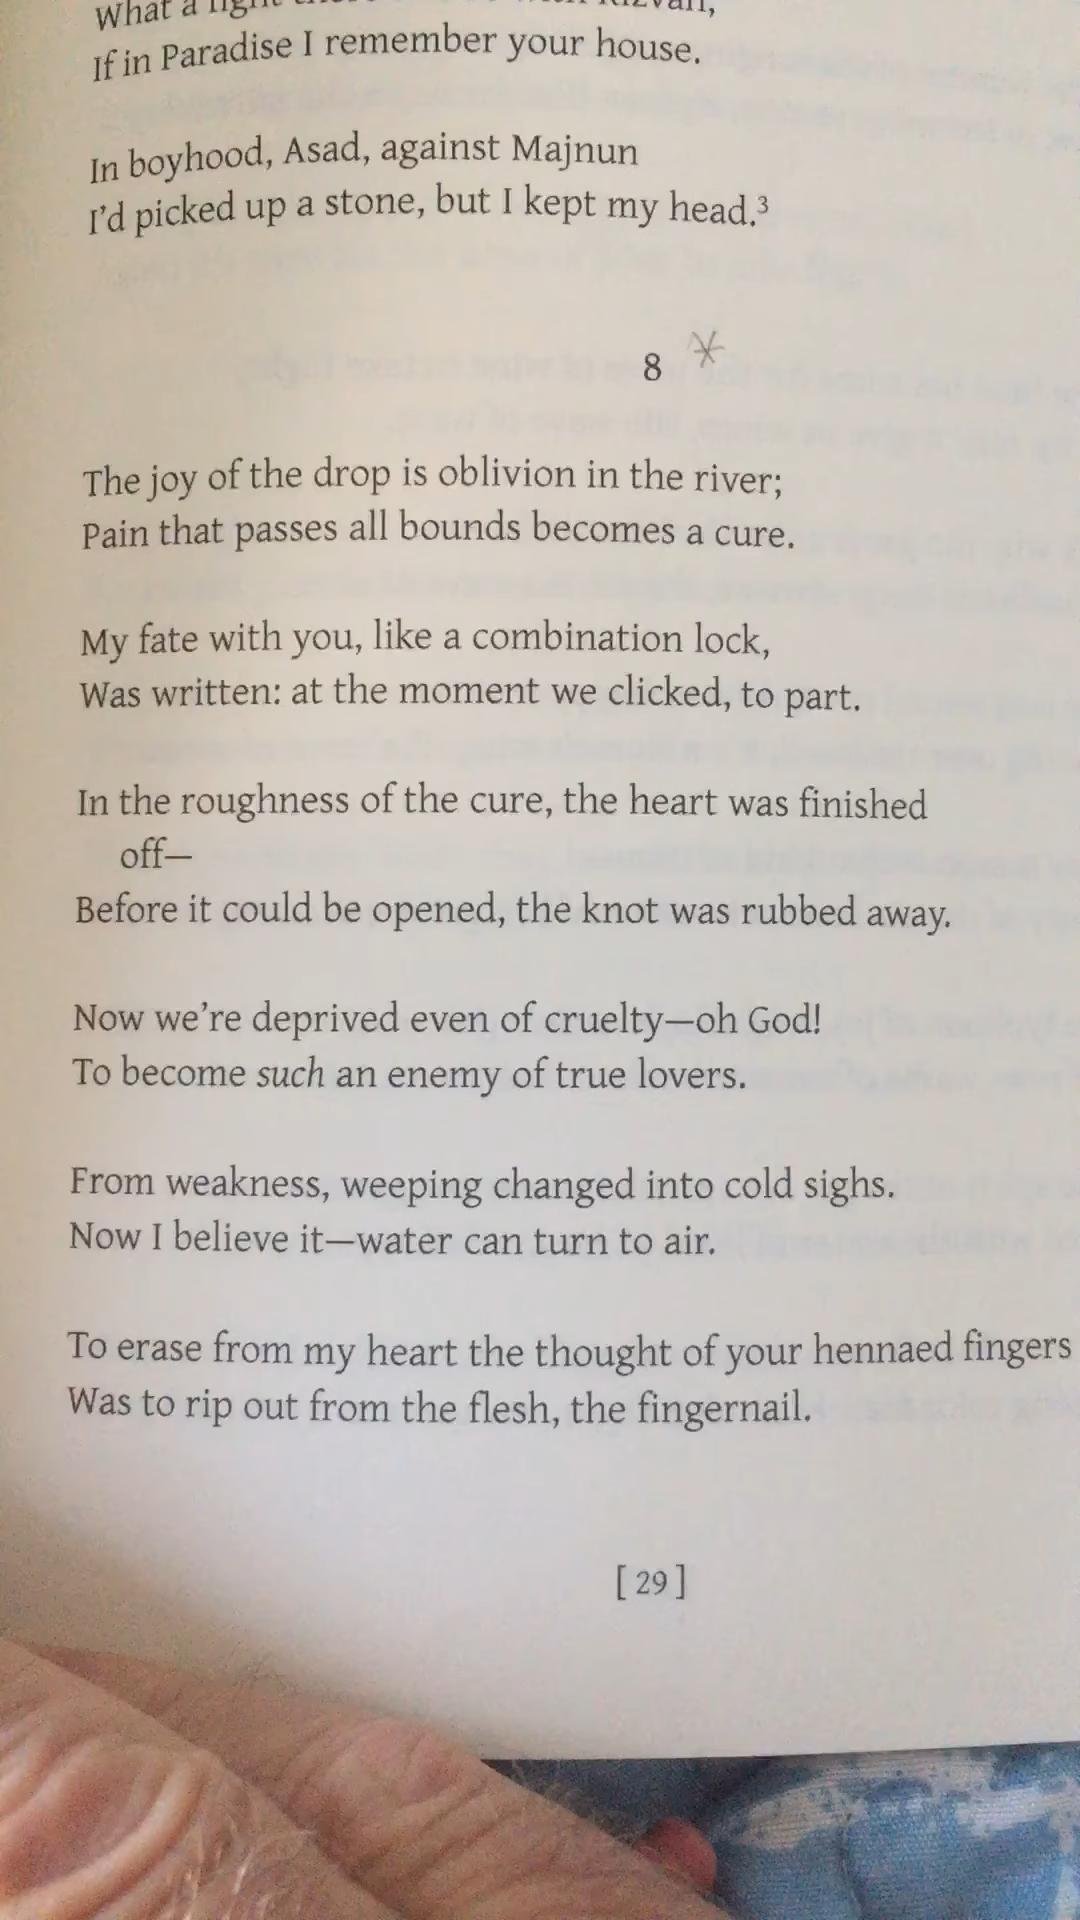 What a
If in Paradise I remember your house.
In boyhood, Asad, against Majnun
I'd picked up a stone, but I kept my head.³
8 *
The joy of the drop is oblivion in the river;
Pain that passes all bounds becomes a cure.
My fate with you, like a combination lock,
Was written: at the moment we clicked, to part.
In the roughness of the cure, the heart was finished
off—
Before it could be opened, the knot was rubbed away.
Now we're deprived even of cruelty—oh God!
To become such an enemy of true lovers.
From weakness, weeping changed into cold sighs.
Now I believe it—water can turn to air.
To erase from my heart the thought of your hennaed fingers
Was to rip out from the flesh, the fingernail.
[ 29 ]